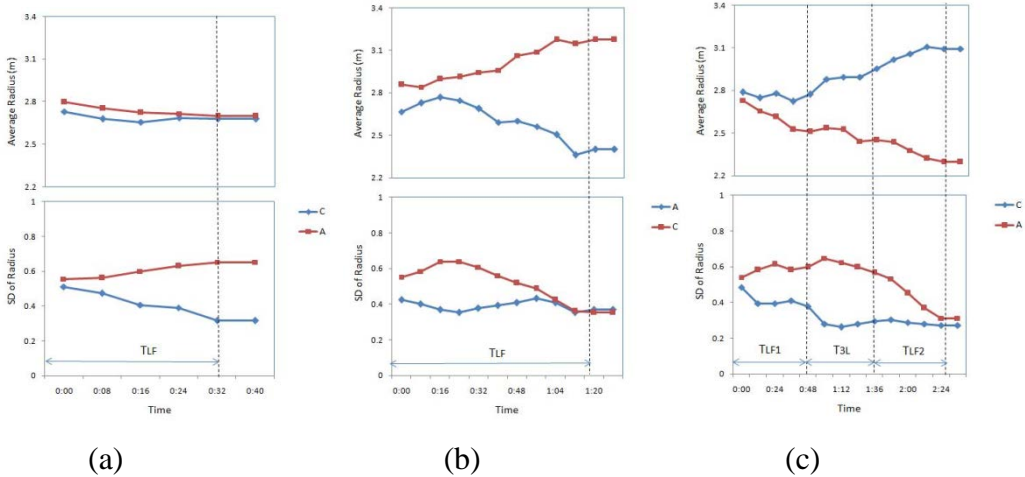 3.4
3.1
2.8
2.5
2.2
Average Radius (m)
1
0.8
0.6
0.4
0.2
0
SD of Radius
C
A
TLF
0:00 0:08 0:16 0:24 0:32 0:40
Time
(a)
3.4
3.1
2.8
2.5
2.2
Average Radius (m)
1
0.8
0.6
0.4
0.2
0
SD of Radius
A
C
TLF
0:00 0:16 0:32 0:48 1:04 1:20
Time
(b)
3.4
3.1
2.8
2.5
2.2
Average Radius (m)
1
0.8
0.6
0.4
0.2
0
SD of Radius
C
A
TLF1 T3L TLF2
0:00 0:24 0:48 1:12 1:36 2:00 2:24
Time
(c)